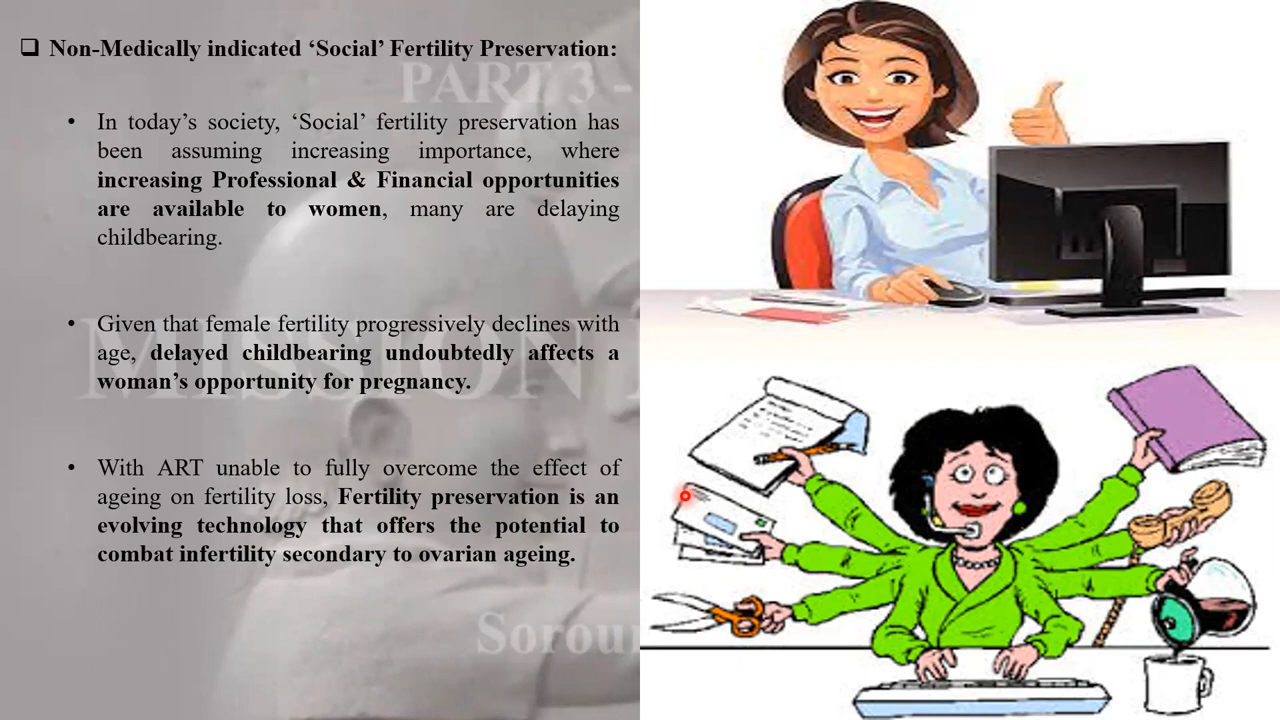 ❑ Non-Medically indicated ‘Social’ Fertility Preservation:
PART 3 -
• In today’s society, ‘Social’ fertility preservation has
been assuming increasing importance, where
increasing Professional & Financial opportunities
are available to women, many are delaying
childbearing.
• Given that female fertility progressively declines with
age, delayed childbearing undoubtedly affects a
woman’s opportunity for pregnancy.
MISSION
• With ART unable to fully overcome the effect of
ageing on fertility loss, Fertility preservation is an
evolving technology that offers the potential to
combat infertility secondary to ovarian ageing.